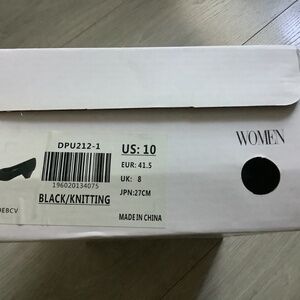 DPU212-1
US: 10
WOMEN
EUR: 41.5
UK: 8
196020134075
JPN:27CM
BLACK/KNITTING
MADE IN CHINA